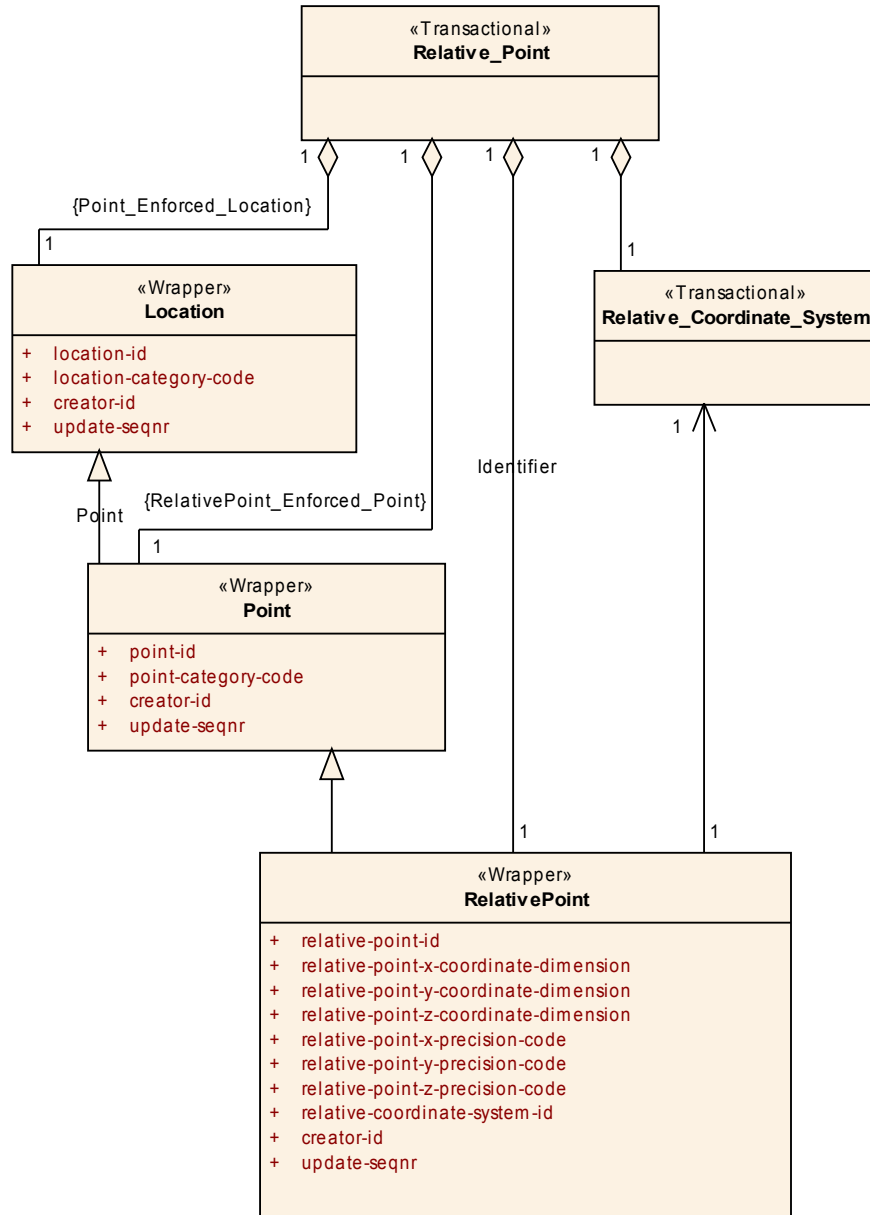 «Transactional»
Relative_Point
1
1
1
1
{Point_Enforced_Location}
1
1
«Wrapper»
Location
+ location-id
+ location-category-code
+ creator-id
+ update-seqnr
«Transactional»
Relative_Coordinate_System
1
Identifier
{RelativePoint_Enforced_Point}
Point
1
«Wrapper»
Point
+ point-id
+ point-category-code
+ creator-id
+ update-seqnr
1
1
«Wrapper»
RelativePoint
+ relative-point-id
+ relative-point-x-coordinate-dimension
+ relative-point-y-coordinate-dimension
+ relative-point-z-coordinate-dimension
+ relative-point-x-precision-code
+ relative-point-y-precision-code
+ relative-point-z-precision-code
+ relative-coordinate-system-id
+ creator-id
+ update-seqnr